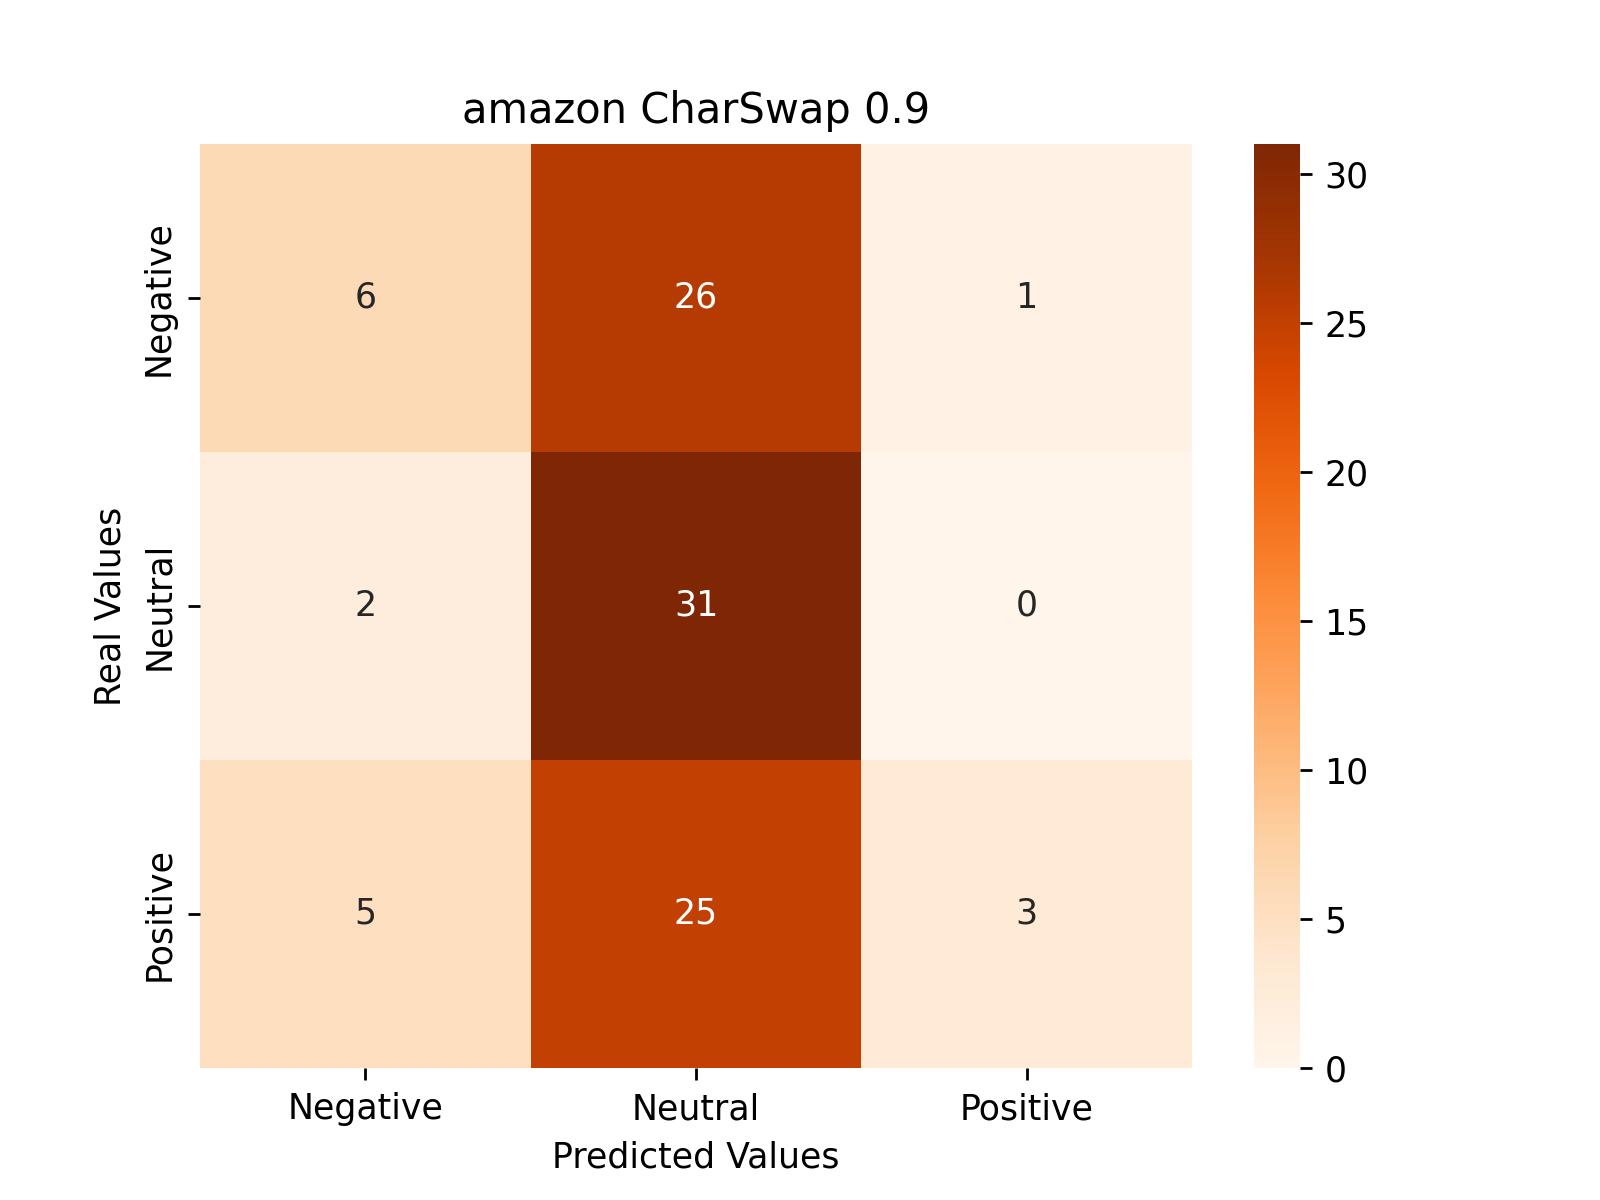 amazon CharSwap 0.9
Negative
6
26
1
Neutral
2
31
0
Positive
5
25
3
Real Values
Negative
Neutral
Positive
Predicted Values
30
25
20
15
10
5
0